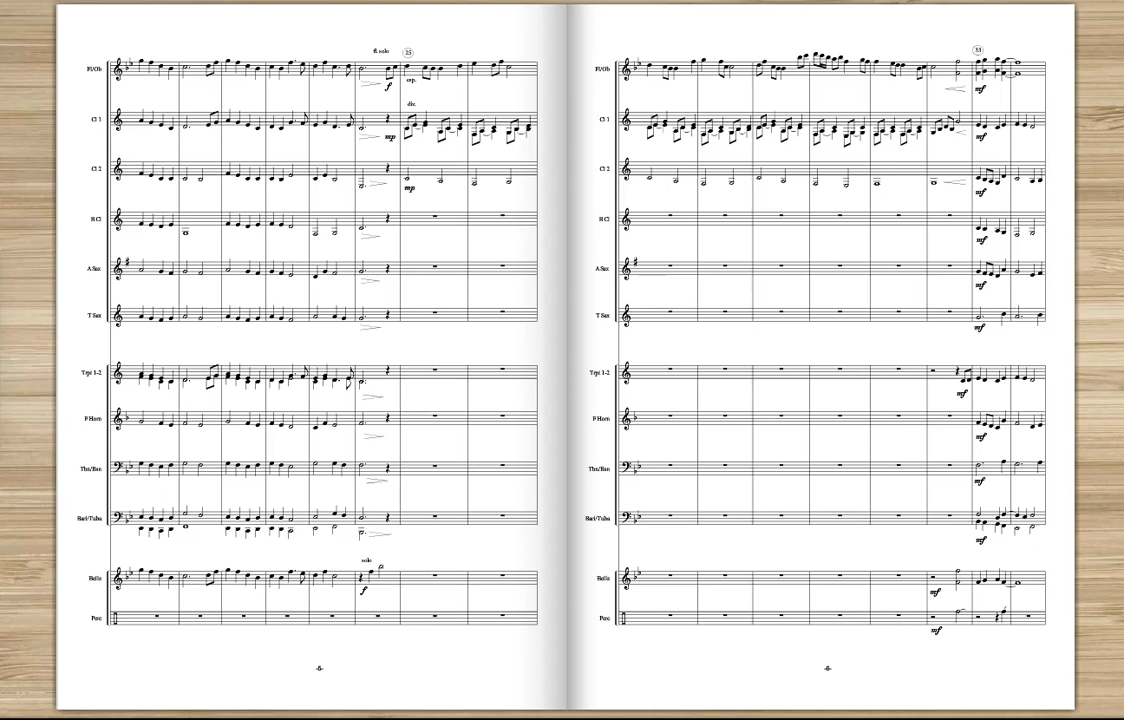 fl. solo
25
Fl/Ob
esp.
f
div.
Cl 1
mp
Cl 2
mp
B Cl
A Sax
T Sax
Trpt 1-2
F Horn
Tbn/Bsn
Bari/Tuba
solo
Bells
f
Perc
-5-
33
Fl/Ob
mf
Cl 1
mf
Cl 2
mf
B Cl
mf
A Sax
mf
T Sax
mf
Trpt 1-2
mf
F Horn
mf
Tbn/Bsn
mf
Bari/Tuba
mf
Bells
mf
Perc
mf
-6-